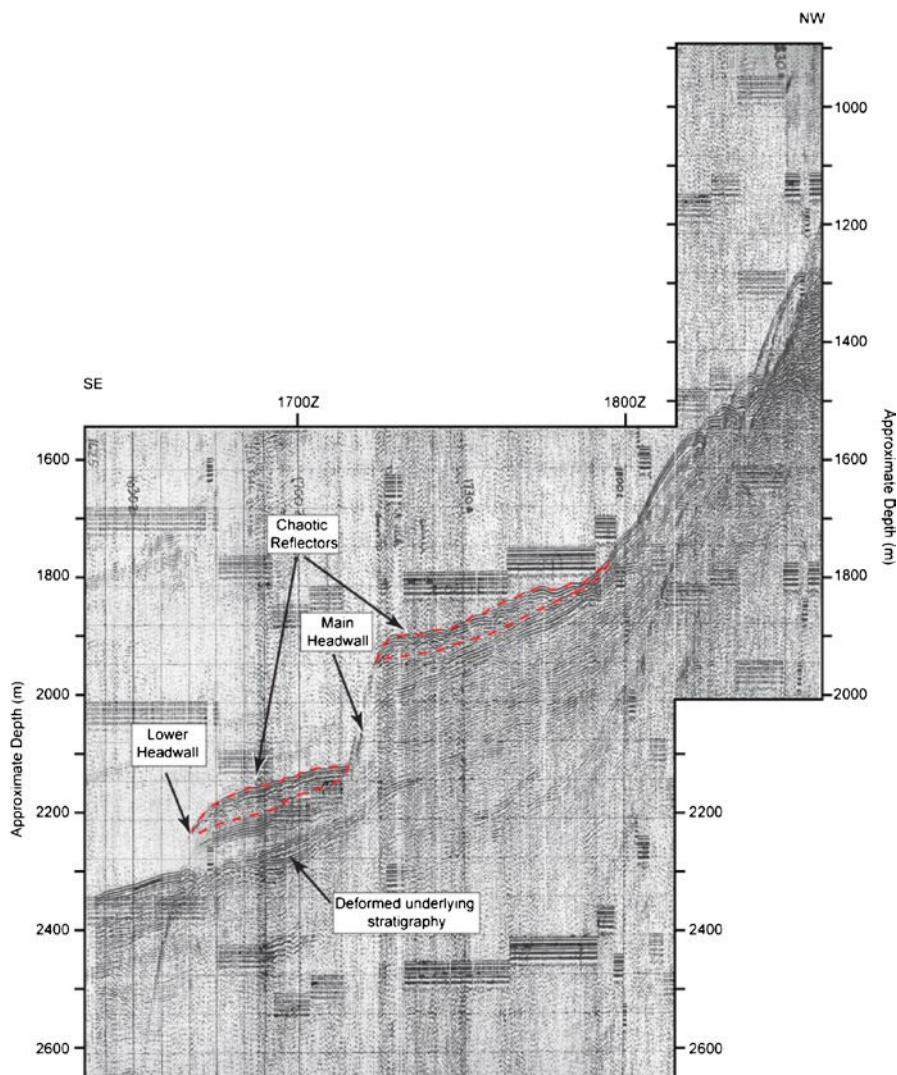 NW
1000
1200
1400
SE
1700Z
1800Z
1600
1600
Chaotic
Reflectors
1800
1800
Main
Headwall
2000
2000
Lower
Headwall
2200
2200
Deformed underlying
stratigraphy
2400
2400
2600
2600
Approximate Depth (m)
Approximate Depth (m)